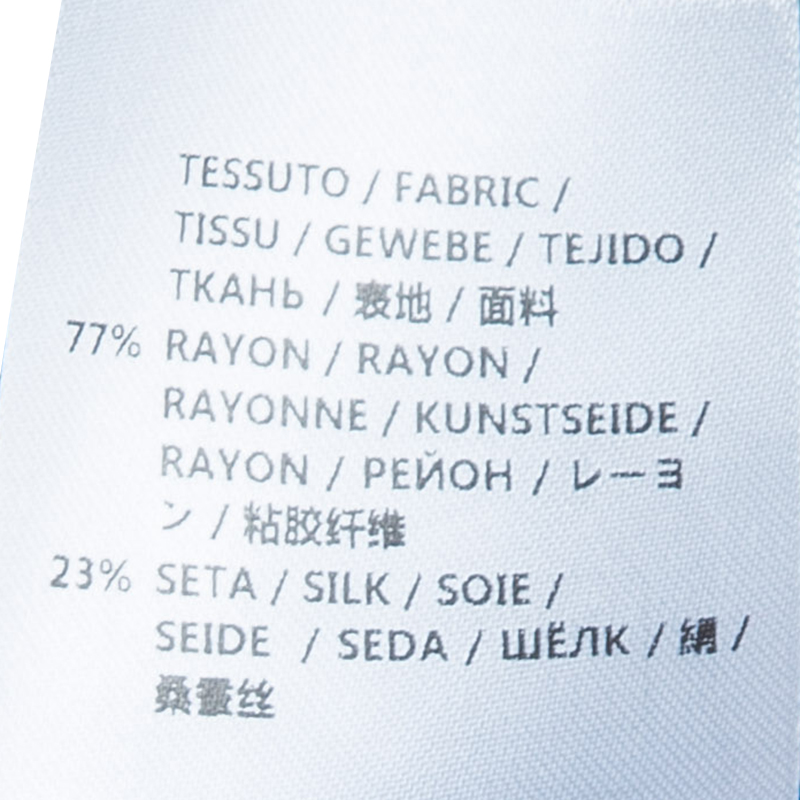 TESSUTO / FABRIC /
TISSU / GEWEBE / TEJIDO /
ТКАНЬ / 表地 / 面料
77% RAYON / RAYON /
RAYONNE / KUNSTSEIDE /
RAYON / РЕЙОН / レーヨ
ン / 粘胶纤维
23% SETA / SILK / SOIE /
SEIDE / SEDA / ШЁЛК / 絹 /
桑蚕丝